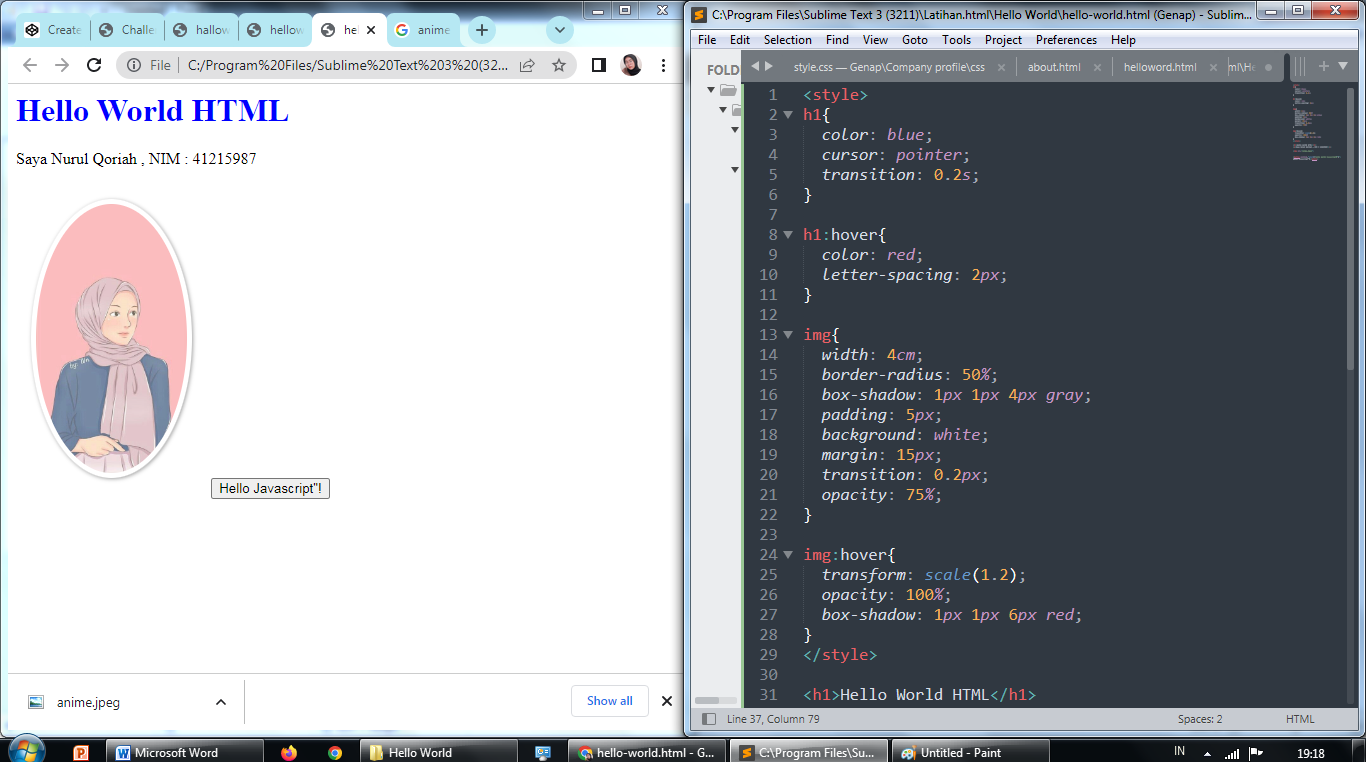 Create
Challe
hallow
hellow
hel
anime
File
C:/Program%20Files/Sublime%20Text%203%20(32...
Hello World HTML
Saya Nurul Qoriah , NIM : 41215987
Hello Javascript"!
anime.jpeg
Show all
C:\Program Files\Sublime Text 3 (3211)\Latihan.html\Hello World\hello-world.html (Genap) - Sublim...
File Edit Selection Find View Goto Tools Project Preferences Help
FOLD
style.css — Genap\Company profile\css
about.html
helloword.html
ml\He
1 <style>
2 h1{
3 color: blue;
4 cursor: pointer;
5 transition: 0.2s;
6 }
7
8 h1:hover{
9 color: red;
10 letter-spacing: 2px;
11 }
12
13 img{
14 width: 4cm;
15 border-radius: 50%;
16 box-shadow: 1px 1px 4px gray;
17 padding: 5px;
18 background: white;
19 margin: 15px;
20 transition: 0.2px;
21 opacity: 75%;
22 }
23
24 img:hover{
25 transform: scale(1.2);
26 opacity: 100%;
27 box-shadow: 1px 1px 6px red;
28 }
29 </style>
30
31 <h1>Hello World HTML</h1>
Line 37, Column 79
Spaces: 2
HTML
Microsoft Word
Hello World
hello-world.html - G...
C:\Program Files\Su...
Untitled - Paint
IN
19:18